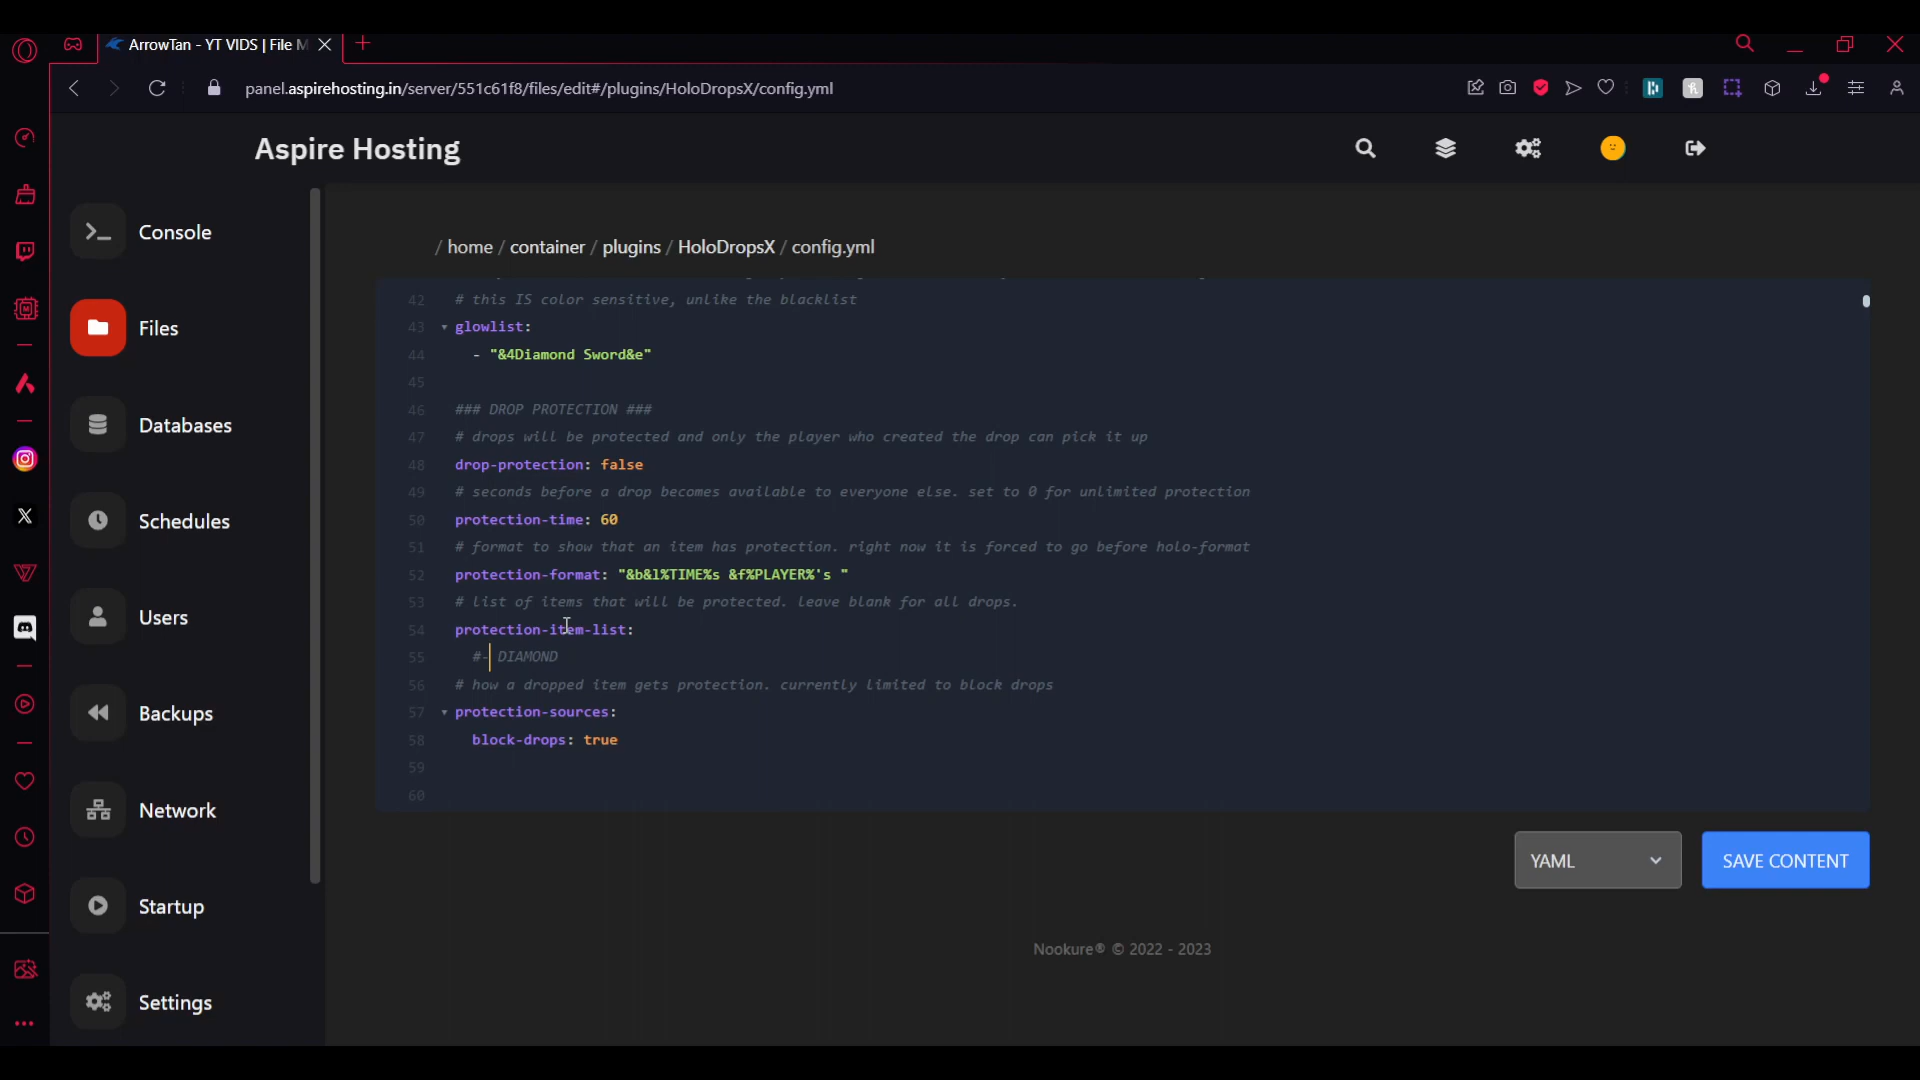 ArrowTan - YT VIDS | File M
panel.aspirehosting.in/server/551c61f8/files/edit#/plugins/HoloDropsX/config.yml
Aspire Hosting
Console
Files
Databases
Schedules
Users
Backups
Network
Startup
Settings
/ home / container / plugins / HoloDropsX / config.yml
42 # this IS color sensitive, unlike the blacklist
43 glowlist:
44 - "&4Diamond Sword&e"
45
46 ### DROP PROTECTION ###
47 # drops will be protected and only the player who created the drop can pick it up
48 drop-protection: false
49 # seconds before a drop becomes available to everyone else. set to 0 for unlimited protection
50 protection-time: 60
51 # format to show that an item has protection. right now it is forced to go before holo-format
52 protection-format: "&b&l%TIME%s &f%PLAYER%'s "
53 # list of items that will be protected. leave blank for all drops.
54 protection-item-list:
55 #- DIAMOND
56 # how a dropped item gets protection. currently limited to block drops
57 protection-sources:
58 block-drops: true
59
60
YAML
SAVE CONTENT
Nookure® © 2022 - 2023